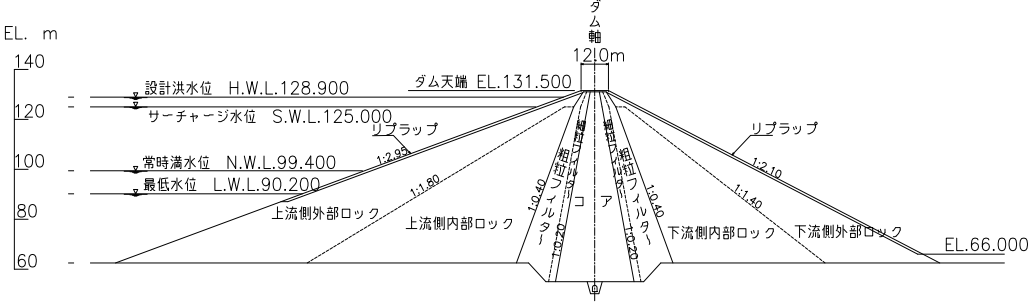 ダム軸
EL. m
12.0m
140
ダム天端 EL.131.500
設計洪水位 H.W.L.128.900
120
サーチャージ水位 S.W.L.125.000
リプラップ
リプラップ
1:2.95
100
常時満水位 N.W.L.99.400
1:2.10
最低水位 L.W.L.90.200
1:1.80
1:1.40
粗粒フィルター
細粒フィルター
細粒フィルター
粗粒フィルター
1:0.40
1:0.40
80
上流側外部ロック
上流側内部ロック
コア
下流側内部ロック
下流側外部ロック
1:0.20
1:0.20
EL.66.000
60